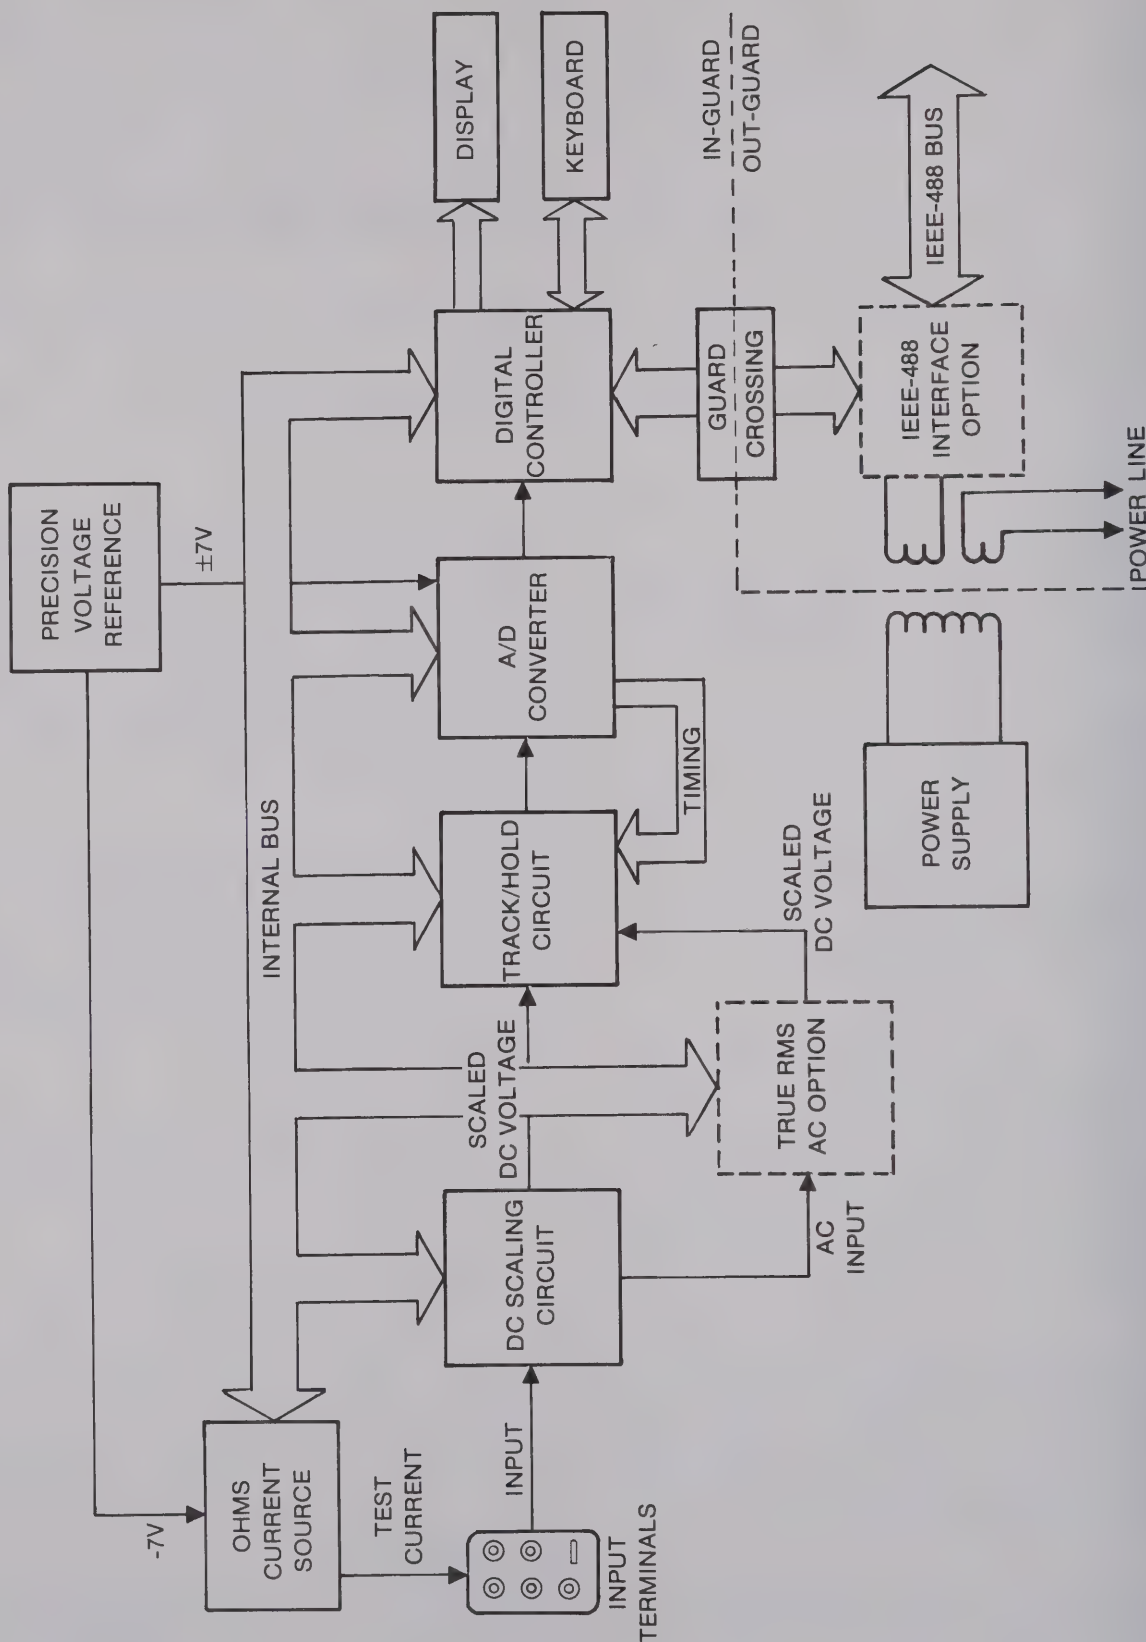 PRECISION
VOLTAGE
REFERENCE
-7V
±7V
INTERNAL BUS
OHMS
CURRENT
SOURCE
TEST
CURRENT
INPUT
TERMINALS
INPUT
DC SCALING
CIRCUIT
SCALED
DC VOLTAGE
TRACK/HOLD
CIRCUIT
A/D
CONVERTER
DIGITAL
CONTROLLER
DISPLAY
KEYBOARD
TIMING
AC
INPUT
TRUE RMS
AC OPTION
SCALED
DC VOLTAGE
GUARD
CROSSING
IN-GUARD
OUT-GUARD
POWER
SUPPLY
IEEE-488
INTERFACE
OPTION
IEEE-488 BUS
POWER LINE